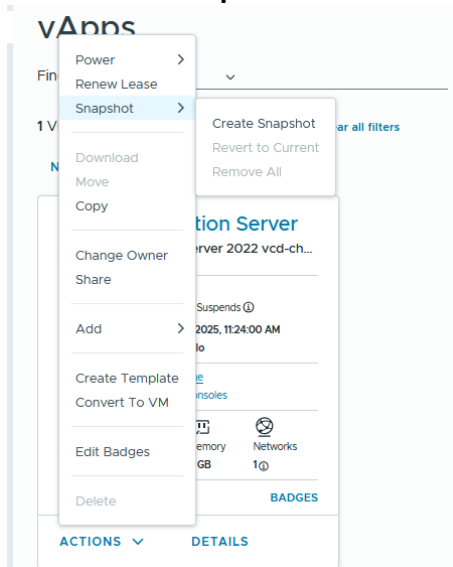 vApps
Power
Fin
Renew Lease
Snapshot
Create Snapshot
1 V
ar all filters
Revert to Current
Download
N
Remove All
Move
Copy
tion Server
erver 2022 vcd-ch...
Change Owner
Share
Suspends
2025, 11:24:00 AM
Add
lo
Create Template
ge
onsoles
Convert To VM
emory
Networks
Edit Badges
GB
1
Delete
BADGES
ACTIONS
DETAILS